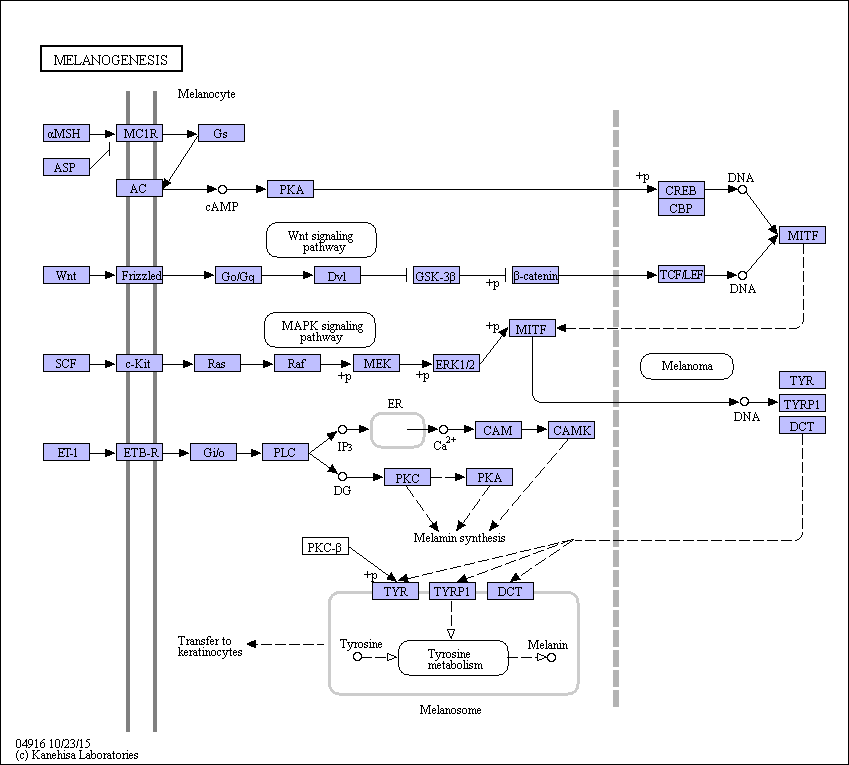 MELANOGENESIS
Melanocyte
αMSH
MC1R
Gs
ASP
AC
cAMP
PKA
+p
CREB
CBP
DNA
MITF
Wnt signaling
pathway
Wnt
Frizzled
Go/Gq
Dvl
GSK-3β
+p
β-catenin
TCF/LEF
DNA
MAPK signaling
pathway
+p
MITF
SCF
c-Kit
Ras
Raf
+p
MEK
+p
ERK1/2
Melanoma
TYR
TYRP1
DCT
DNA
ER
ET-1
ETB-R
Gi/o
PLC
IP3
Ca2+
CAM
CAMK
DG
PKC
PKA
Melamin synthesis
PKC-β
+p
TYR
TYRP1
DCT
Transfer to
keratinocytes
Tyrosine
Tyrosine
metabolism
Melanin
Melanosome
04916 10/23/15
(c) Kanehisa Laboratories